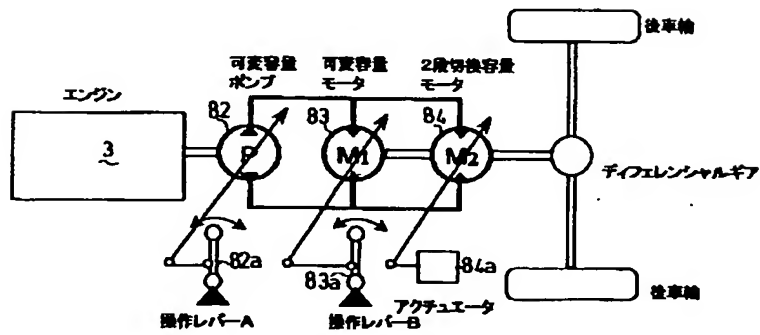 後車輪
可変容量
ポンプ
可変容量
モータ
2段切換容量
モータ
エンジン
82
83
84
3
P
M1
M2
ディファレンシャルギア
82a
83a
84a
アクチュエータ
操作レバーA
操作レバーB
後車輪